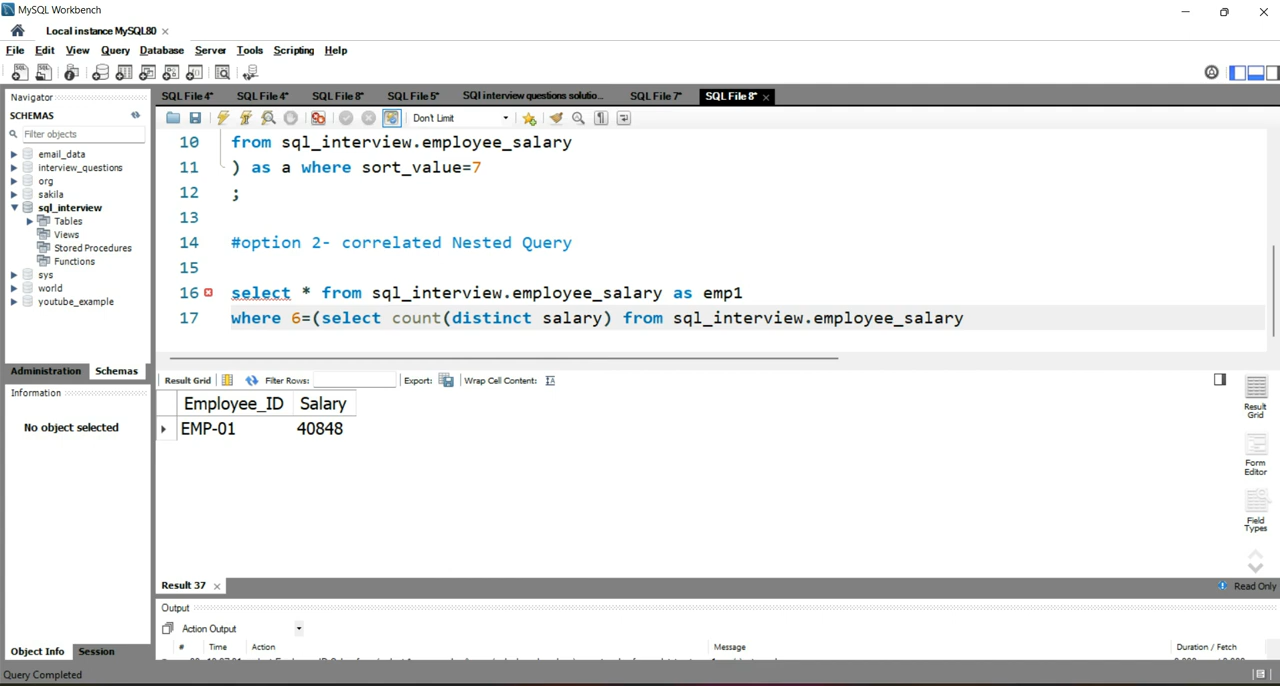 MySQL Workbench
Local instance MySQL80
File Edit View Query Database Server Tools Scripting Help
Navigator
SCHEMAS
Filter objects
email_data
interview_questions
org
sakila
sql_interview
Tables
Views
Stored Procedures
Functions
sys
world
youtube_example
Administration Schemas
Information
No object selected
Object Info Session
Query Completed
SQL File 4* SQL File 4* SQL File 8* SQL File 5* SQl interview questions solutio... SQL File 7* SQL File 8*
Don't Limit
10 from sql_interview.employee_salary
11 ) as a where sort_value=7
12 ;
13
14 #option 2- correlated Nested Query
15
16 select * from sql_interview.employee_salary as emp1
17 where 6=(select count(distinct salary) from sql_interview.employee_salary
Result Grid Filter Rows: Export: Wrap Cell Content:
Employee_ID Salary
EMP-01 40848
Result Grid
Form Editor
Field Types
Result 37
Read Only
Output
Action Output
# Time Action Message Duration / Fetch